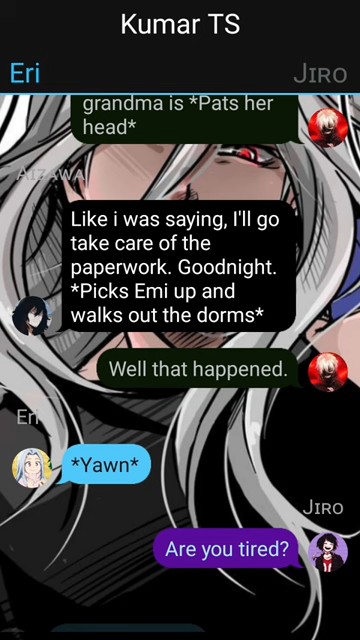 Kumar TS
Eri
JIRO
grandma is *Pats her
head*
AIZAWA
Like i was saying, I'll go
take care of the
paperwork. Goodnight.
*Picks Emi up and
walks out the dorms*
Well that happened.
Eri
*Yawn*
JIRO
Are you tired?